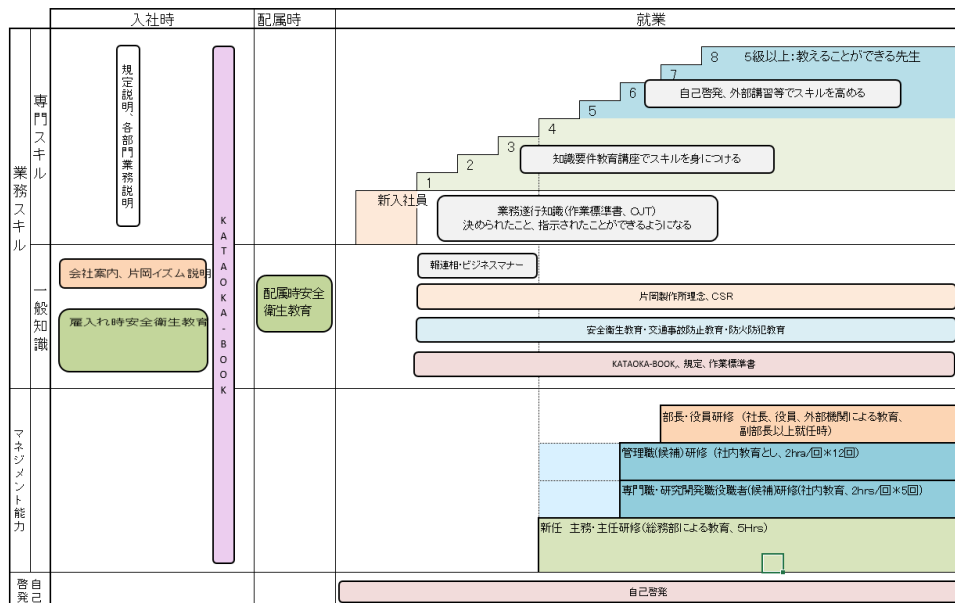 入社時
配属時
就業
業務スキル
専門スキル
規定説明、各部門業務説明
KATAOKA-BOOK
8
5級以上：教えることができる先生
7
6
自己啓発、外部講習等でスキルを高める
5
4
3
知識要件教育講座でスキルを身につける
2
1
新入社員
業務遂行知識(作業標準書、OJT)
決められたこと、指示されたことができるようになる
一般知識
会社案内、片岡イズム説明
雇入れ時安全衛生教育
配属時安全
衛生教育
報連相・ビジネスマナー
片岡製作所理念、CSR
安全衛生教育・交通事故防止教育・防火防犯教育
KATAOKA-BOOK,、規定、作業標準書
マネジメント能力
部長・役員研修 （社長、役員、外部機関による教育、
副部長以上就任時）
管理職(候補)研修 （社内教育とし、2hra/回＊12回）
専門職・研究開発職役職者(候補)研修(社内教育、2hrs/回＊5回)
新任 主務・主任研修(総務部による教育、5Hrs)
自己啓発
自己啓発